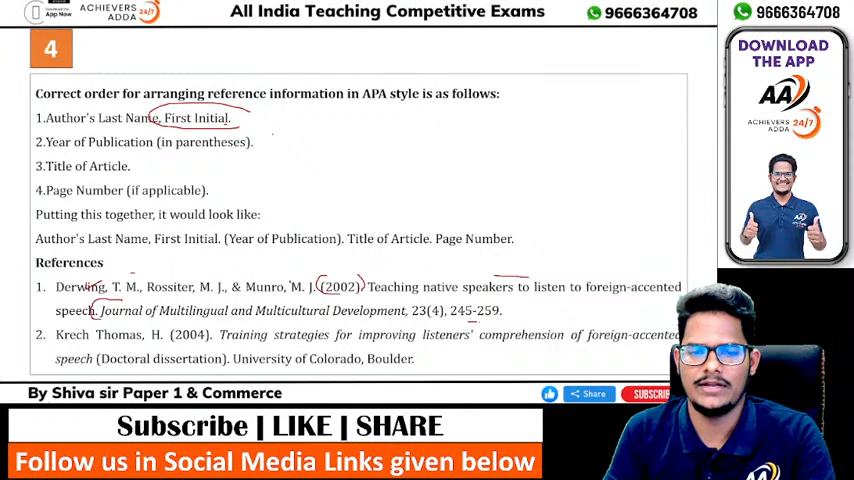 App Now
ACHIEVERS
ADDA 24/7
All India Teaching Competitive Exams
9666364708
9666364708
4
DOWNLOAD
THE APP
AA
ACHIEVERS
ADDA 24/7
Correct order for arranging reference information in APA style is as follows:
1.Author's Last Name, First Initial.
2.Year of Publication (in parentheses).
3.Title of Article.
4.Page Number (if applicable).
Putting this together, it would look like:
Author's Last Name, First Initial. (Year of Publication). Title of Article. Page Number.
References
1. Derwing, T. M., Rossiter, M. J., & Munro, M. J. (2002). Teaching native speakers to listen to foreign-accented
speech. Journal of Multilingual and Multicultural Development, 23(4), 245-259.
2. Krech Thomas, H. (2004). Training strategies for improving listeners' comprehension of foreign-accented
speech (Doctoral dissertation). University of Colorado, Boulder.
By Shiva sir Paper 1 & Commerce
Share
SUBSCRIBE
Subscribe | LIKE | SHARE
Follow us in Social Media Links given below
AA